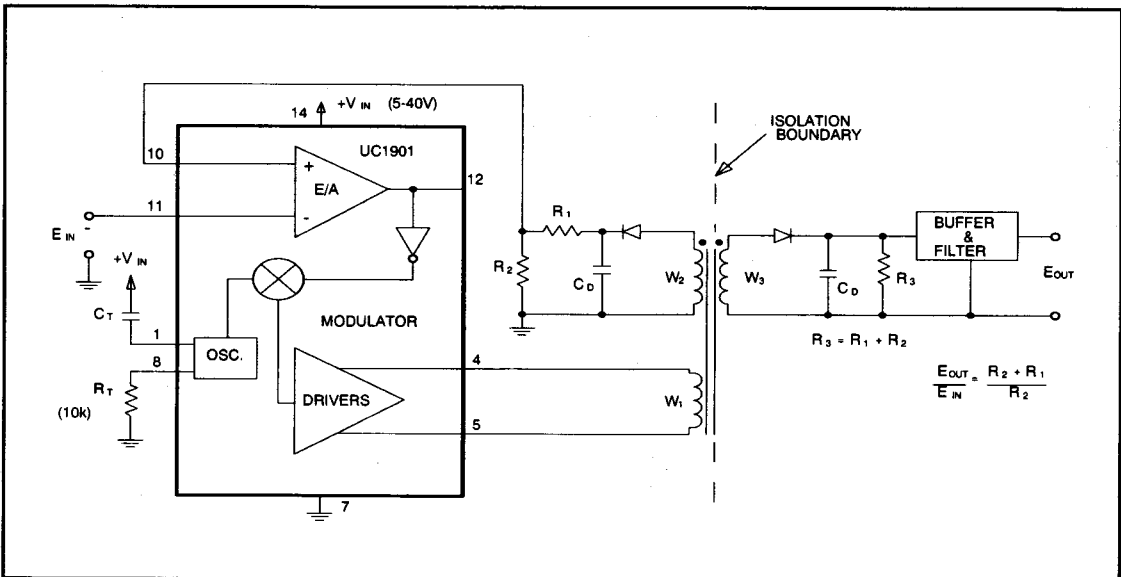 14
+V IN (5-40V)
UC1901
10
+
E/A
-
12
11
E IN
-
+V IN
C T
1
8
OSC.
R T
(10k)
MODULATOR
DRIVERS
4
5
7
R1
R2
C D
W2
W1
ISOLATION
BOUNDARY
W3
C D
R3
BUFFER
&
FILTER
E OUT
R3 = R1 + R2
E OUT / E IN = R2 + R1 / R2